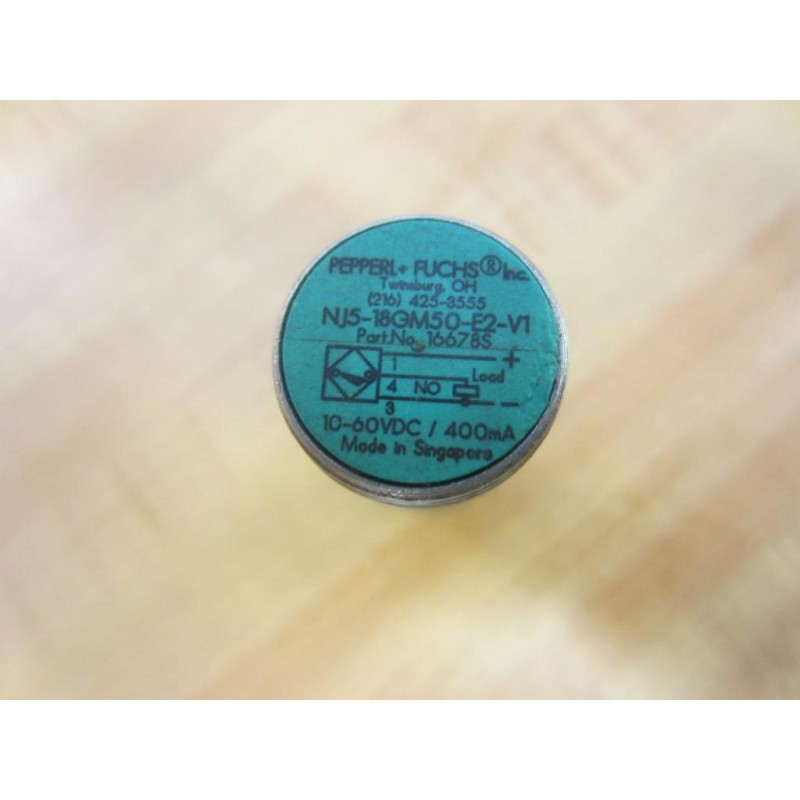 PEPPERL+ FUCHS® Inc.
Twinsburg, OH
(216) 425-3555
NJ5-18GM50-E2-V1
Part.No. 16678S
1 +
Load
4 NO
3 -
10-60VDC / 400mA
Made in Singapore